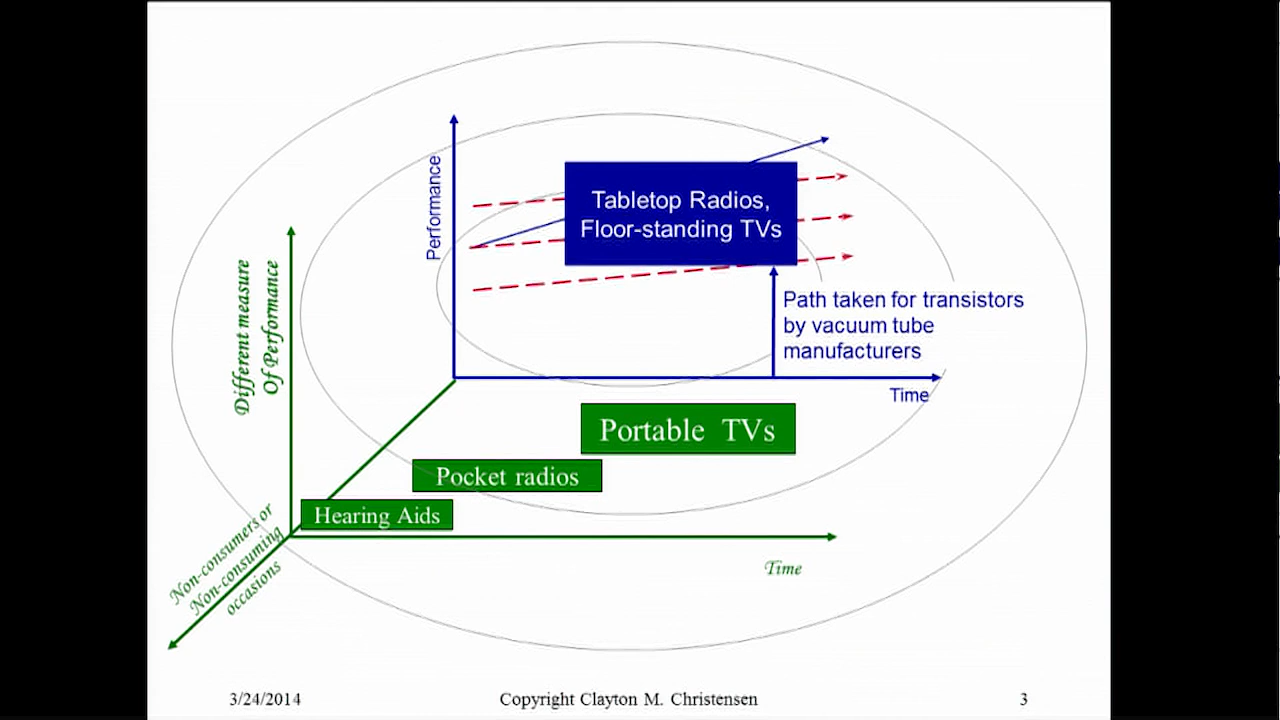 Performance
Tabletop Radios,
Floor-standing TVs
Different measure
Of Performance
Path taken for transistors
by vacuum tube
manufacturers
Time
Portable TVs
Pocket radios
Hearing Aids
Non-consumers or
Non-consuming
occasions
Time
3/24/2014
Copyright Clayton M. Christensen
3